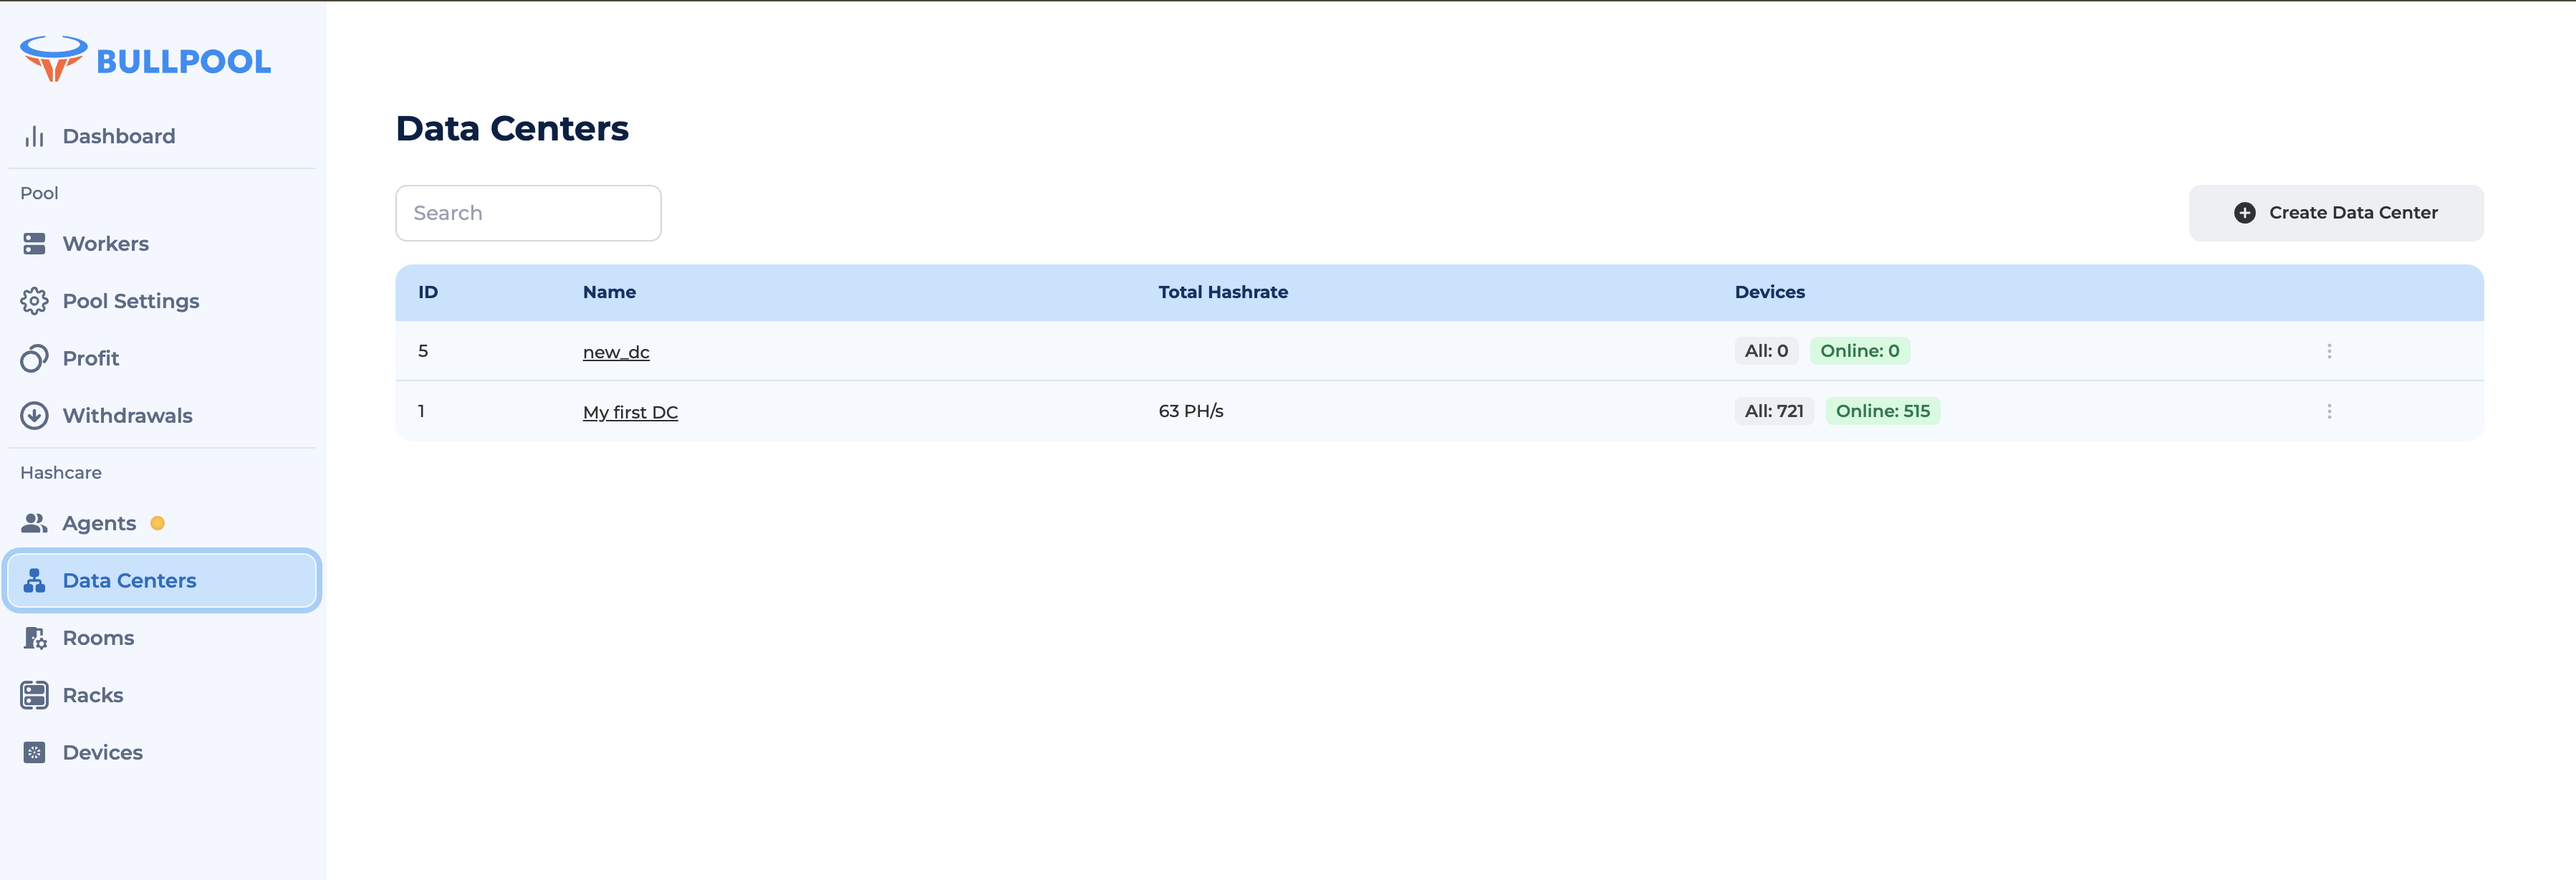 BULLPOOL
Dashboard
Pool
Workers
Pool Settings
Profit
Withdrawals
Hashcare
Agents
Data Centers
Rooms
Racks
Devices
Data Centers
Search
Create Data Center
ID Name Total Hashrate Devices
5 new_dc All: 0 Online: 0
1 My first DC 63 PH/s All: 721 Online: 515